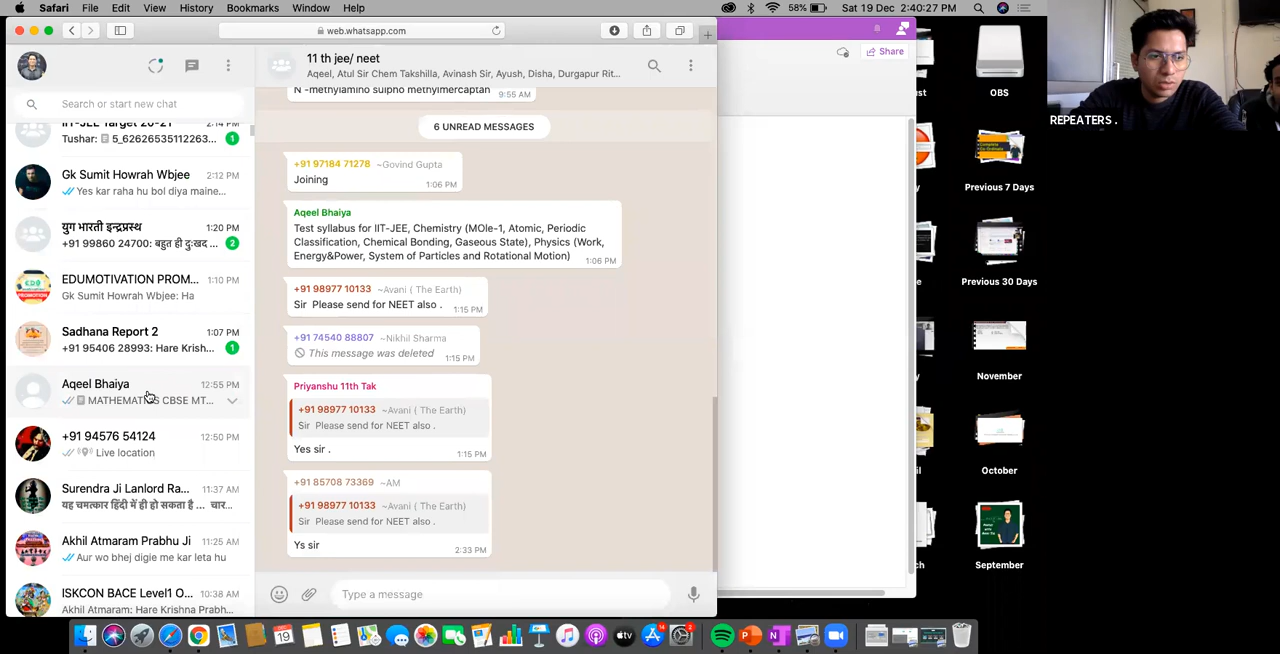 Safari File Edit View History Bookmarks Window Help
58% Sat 19 Dec 2:40:27 PM
web.whatsapp.com
Share
Search or start new chat
11 th jee/ neet
Aqeel, Atul Sir Chem Takshilla, Avinash Sir, Ayush, Disha, Durgapur Rit...
IIT-JEE Target 20-21 2:14 PM
Tushar: 5_62626535112263... 1
Gk Sumit Howrah Wbjee 2:12 PM
Yes kar raha hu bol diya maine...
युग भारती इन्द्रप्रस्थ 1:20 PM
+91 99860 24700: बहुत ही दुःखद ... 2
EDUMOTIVATION PROM... 1:10 PM
Gk Sumit Howrah Wbjee: Ha
Sadhana Report 2 1:07 PM
+91 95406 28993: Hare Krish... 1
Aqeel Bhaiya 12:55 PM
MATHEMATICS CBSE MT...
+91 94576 54124 12:50 PM
Live location
Surendra Ji Lanlord Ra... 11:37 AM
यह चमत्कार हिंदी में ही हो सकता है ... चार...
Akhil Atmaram Prabhu Ji 11:25 AM
Aur wo bhej digie me kar leta hu
ISKCON BACE Level1 O... 10:38 AM
Akhil Atmaram: Hare Krishna Prabh...
N -methylamino sulpho methylmercaptan 9:55 AM
6 UNREAD MESSAGES
+91 97184 71278 ~Govind Gupta
Joining 1:06 PM
Aqeel Bhaiya
Test syllabus for IIT-JEE, Chemistry (MOle-1, Atomic, Periodic
Classification, Chemical Bonding, Gaseous State), Physics (Work,
Energy&Power, System of Particles and Rotational Motion) 1:06 PM
+91 98977 10133 ~Avani ( The Earth)
Sir Please send for NEET also . 1:15 PM
+91 74540 88807 ~Nikhil Sharma
This message was deleted 1:15 PM
Priyanshu 11th Tak
+91 98977 10133 ~Avani ( The Earth)
Sir Please send for NEET also .
Yes sir . 1:15 PM
+91 85708 73369 ~AM
+91 98977 10133 ~Avani ( The Earth)
Sir Please send for NEET also .
Ys sir 2:33 PM
Type a message
OBS
Previous 7 Days
Previous 30 Days
November
October
September
REPEATERS .